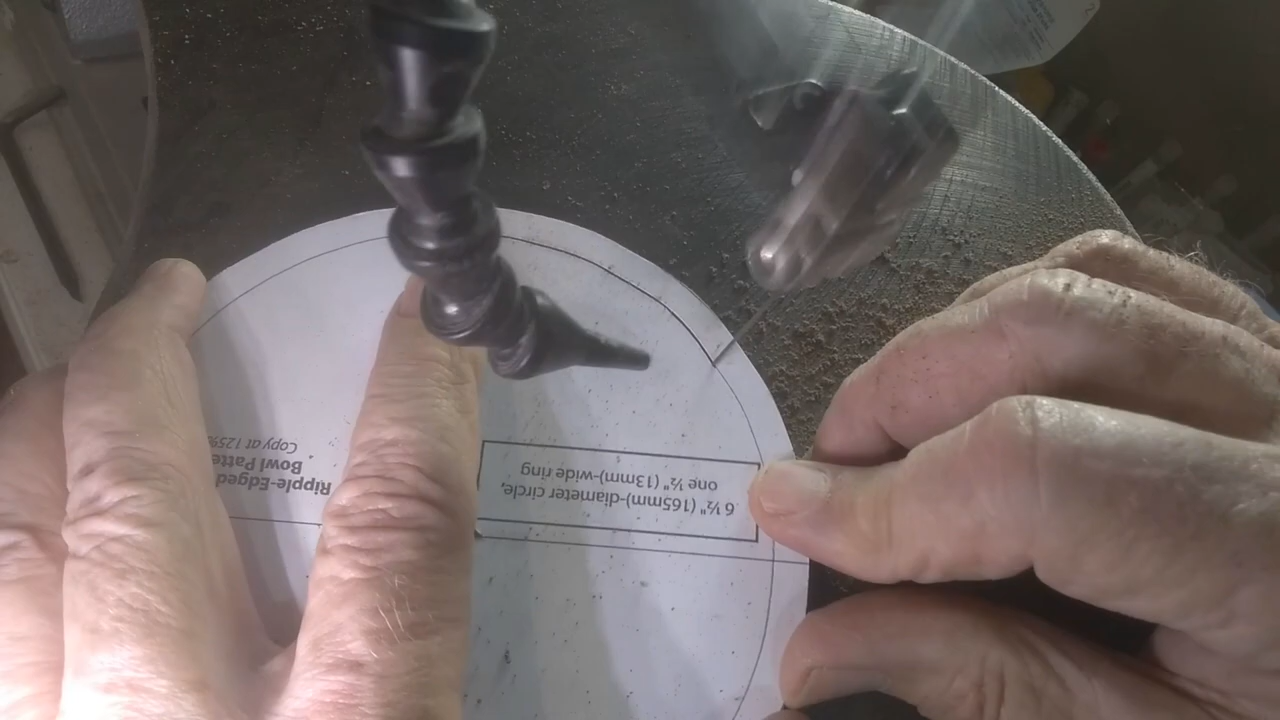 Ripple-Edged
Bowl Patte
Copy at 125%
6 ½" (165mm)-diameter circle,
one ½" (13mm)-wide ring